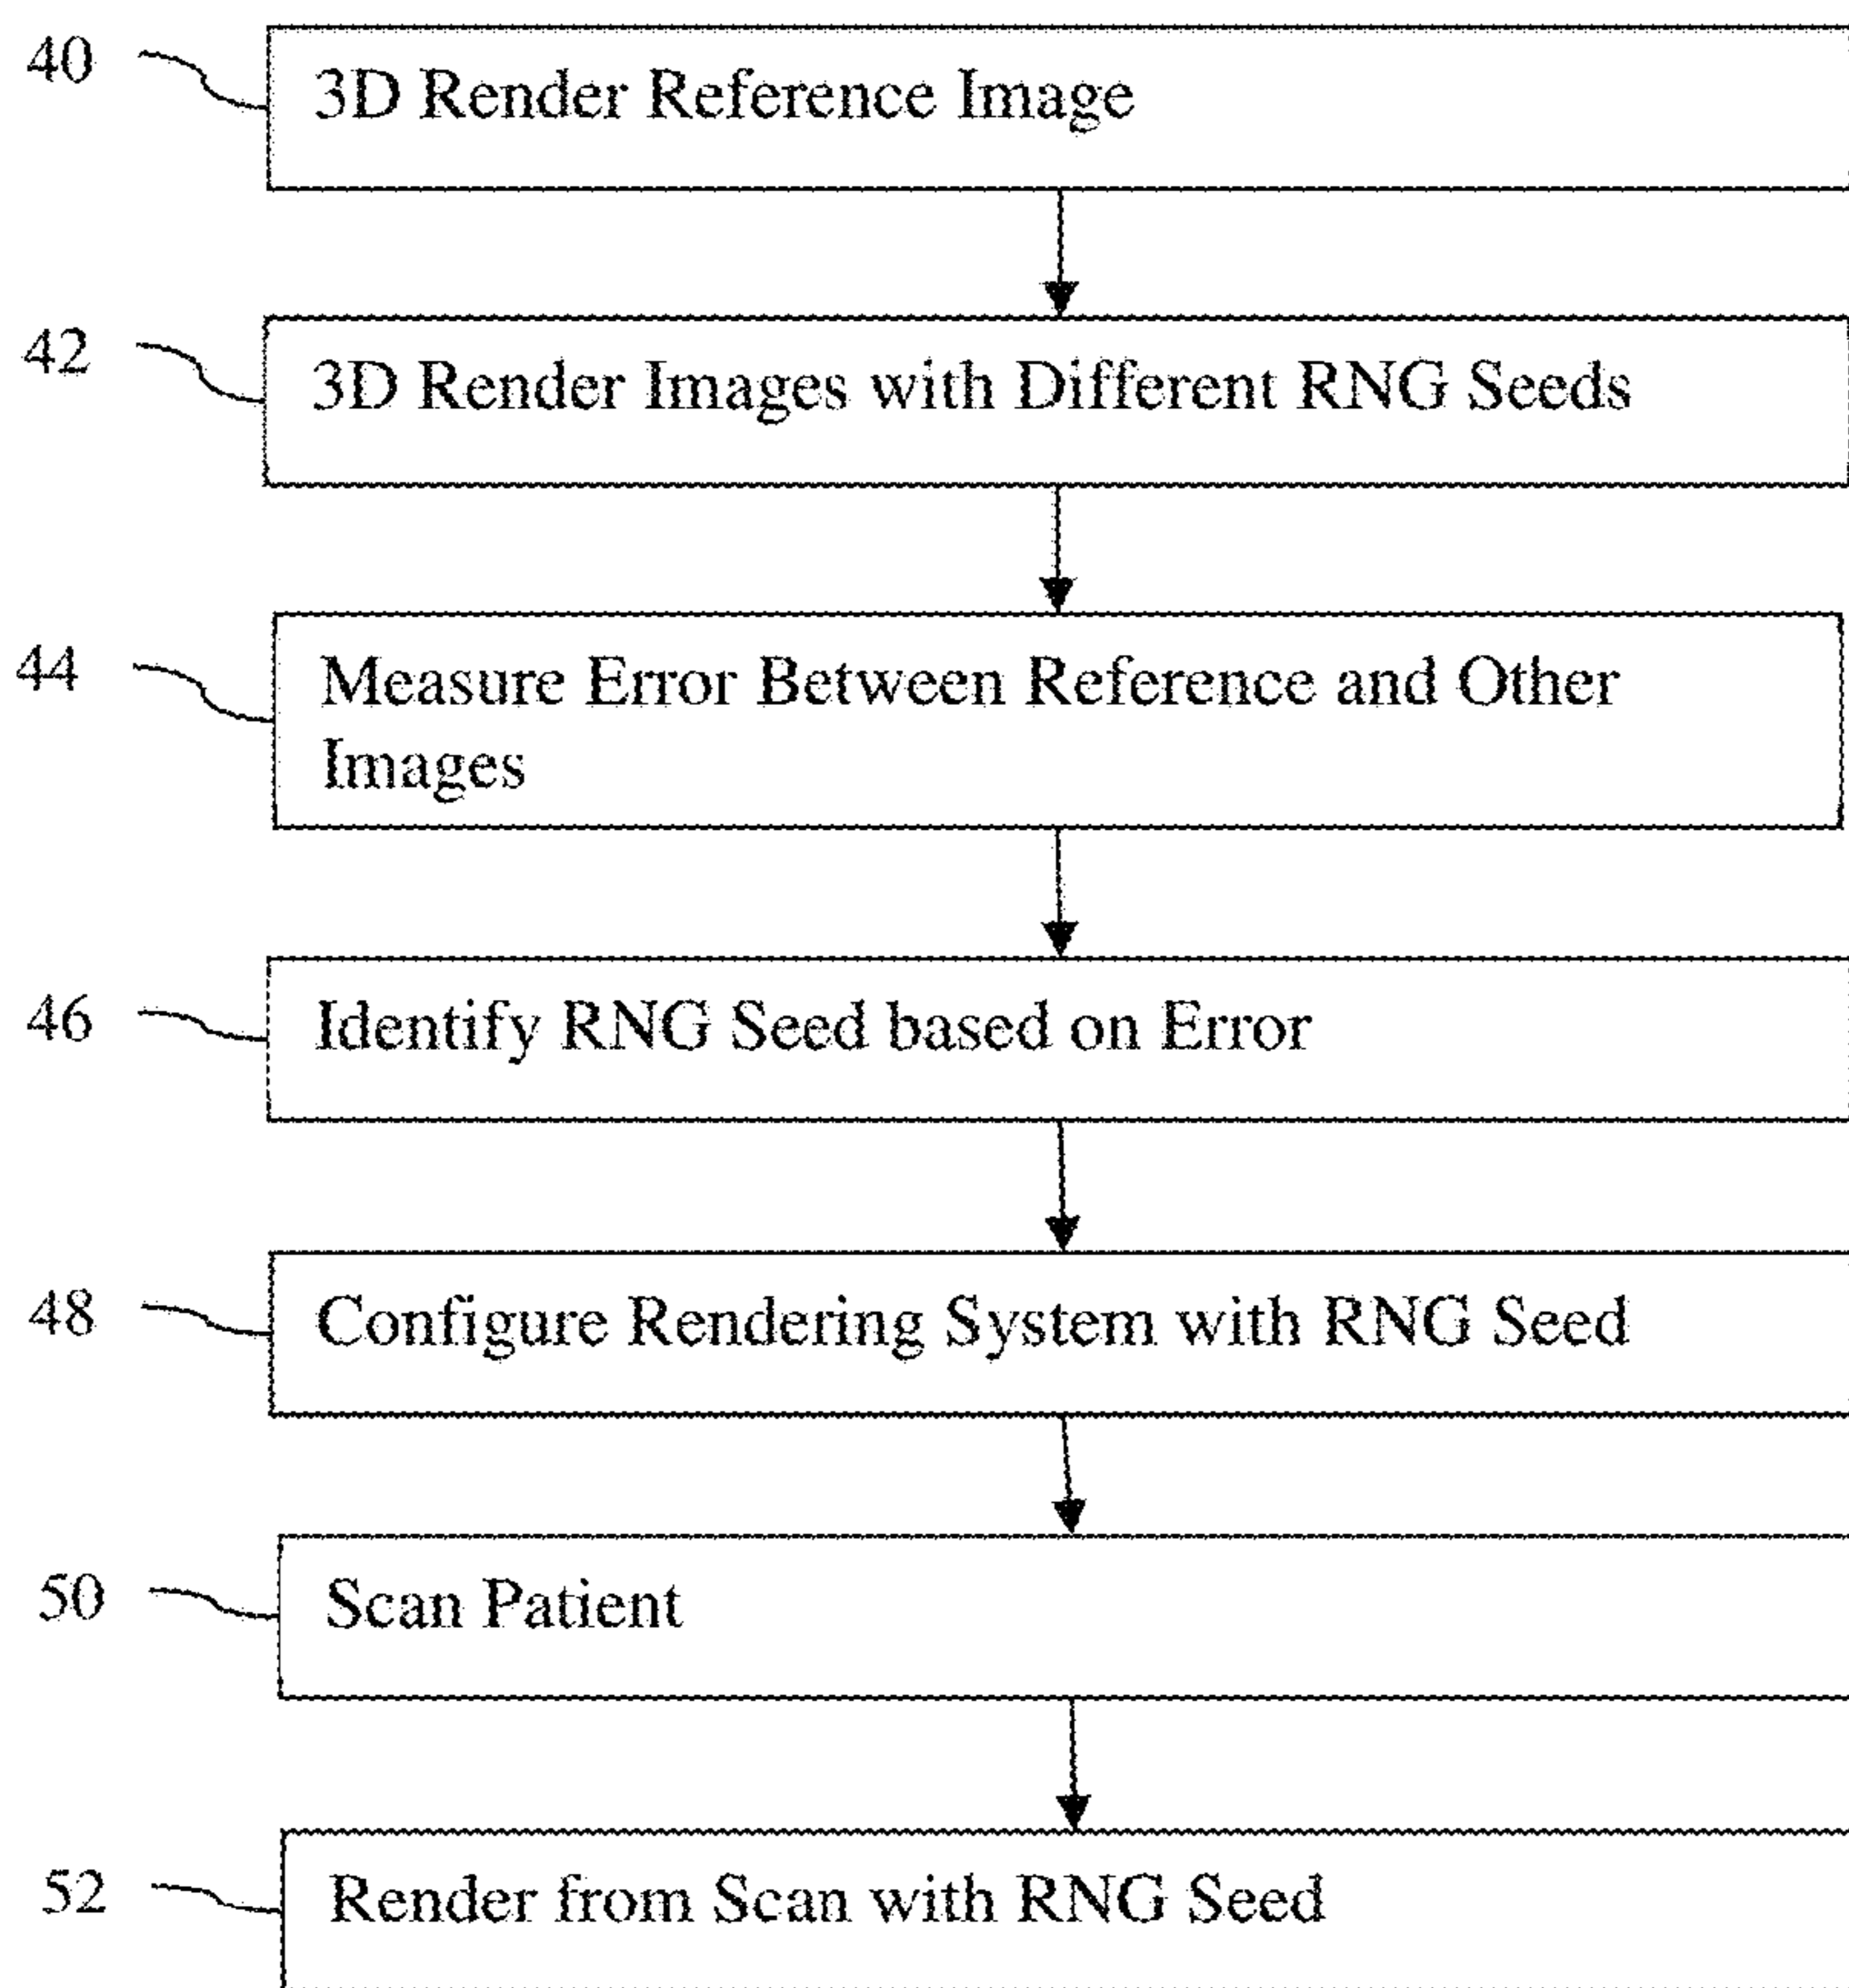 40
3D Render Reference Image
42
3D Render Images with Different RNG Seeds
44
Measure Error Between Reference and Other
Images
46
Identify RNG Seed based on Error
48
Configure Rendering System with RNG Seed
50
Scan Patient
52
Render from Scan with RNG Seed